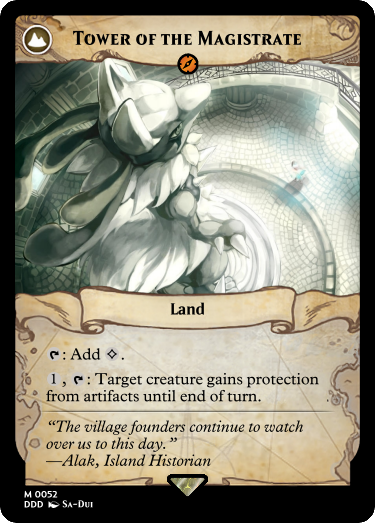 Tower of the Magistrate
Land
: Add .
1 , : Target creature gains protection
from artifacts until end of turn.
“The village founders continue to watch
over us to this day.”
—Alak, Island Historian
M 0052
DDD Sa-Dui